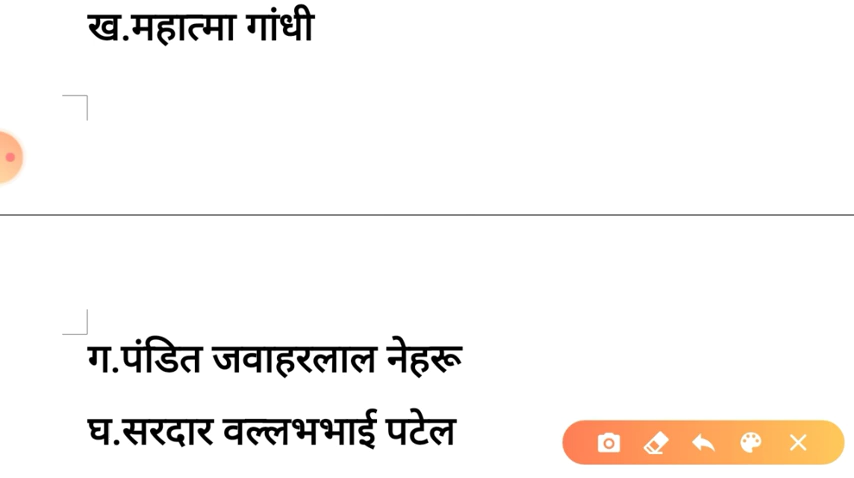 ख.महात्मा गांधी
ग.पंडित जवाहरलाल नेहरू
घ.सरदार वल्लभभाई पटेल